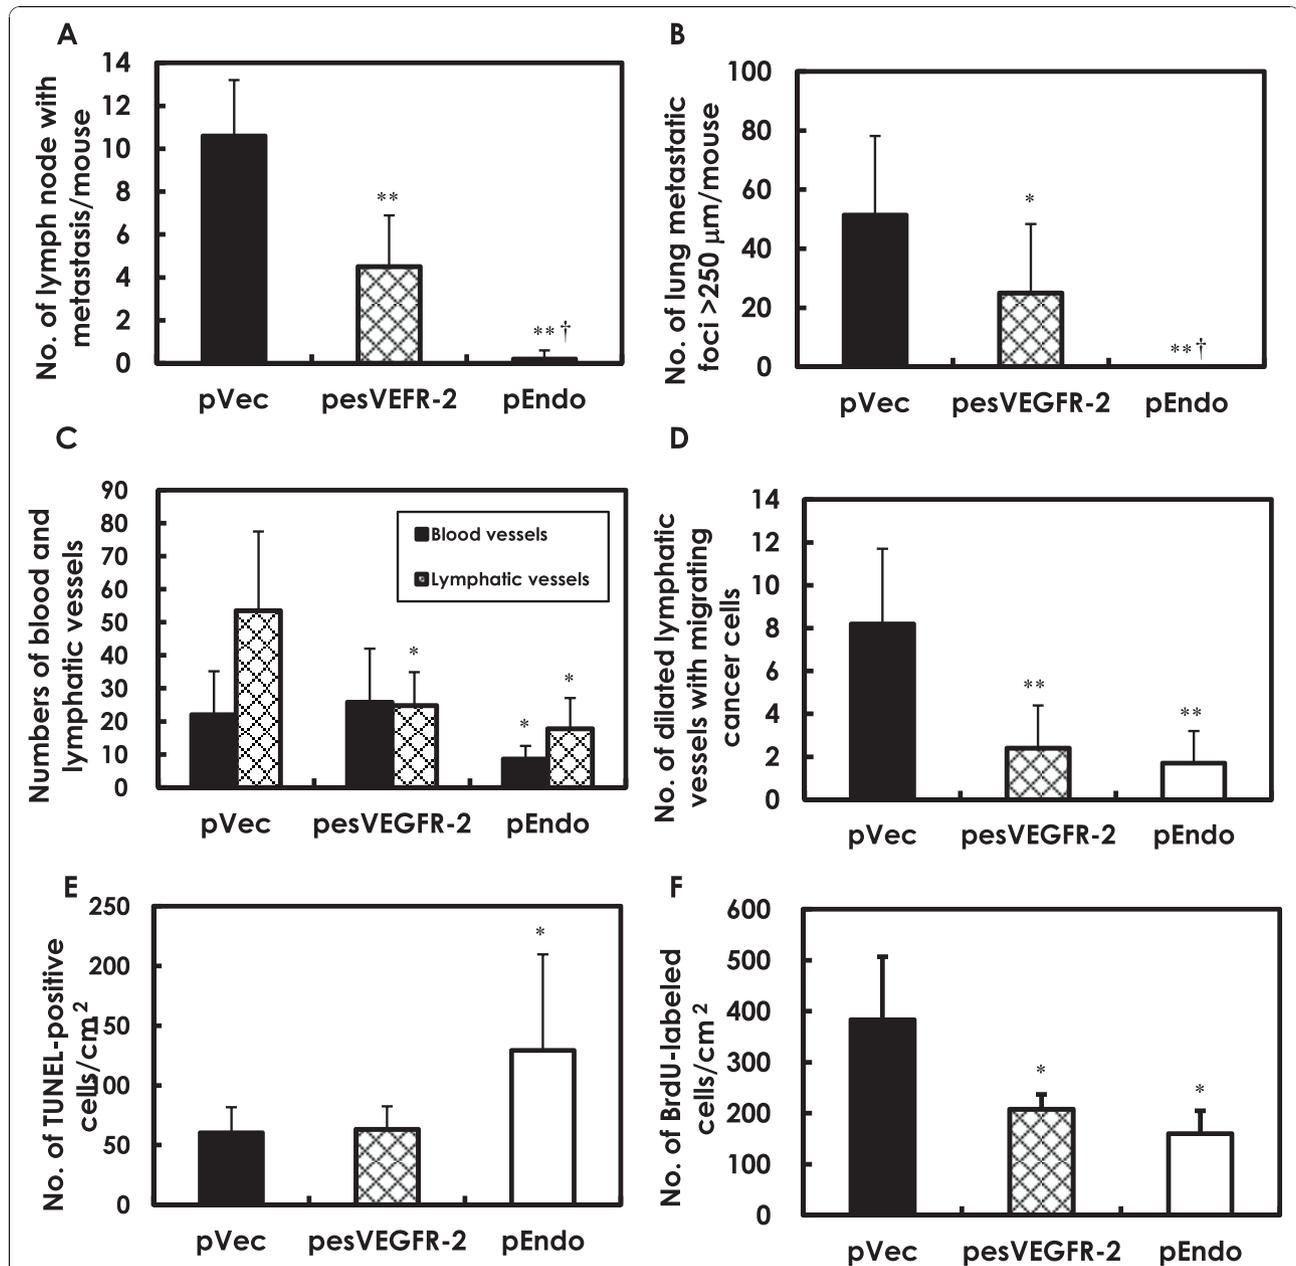 A
No. of lymph node with
metastasis/mouse
14
12
10
8
6
4
2
0
**
** †
pVec pesVEFR-2 pEndo
B
No. of lung metastatic
foci >250 μm/mouse
100
80
60
40
20
0
*
** †
pVec pesVEGFR-2 pEndo
C
Numbers of blood and
lymphatic vessels
90
80
70
60
50
40
30
20
10
0
Blood vessels
Lymphatic vessels
*
*
*
pVec pesVEGFR-2 pEndo
D
No. of dilated lymphatic
vessels with migrating
cancer cells
14
12
10
8
6
4
2
0
**
**
pVec pesVEGFR-2 pEndo
E
No. of TUNEL-positive
cells/cm²
250
200
150
100
50
0
*
pVec pesVEGFR-2 pEndo
F
No. of BrdU-labeled
cells/cm²
600
500
400
300
200
100
0
*
*
pVec pesVEGFR-2 pEndo